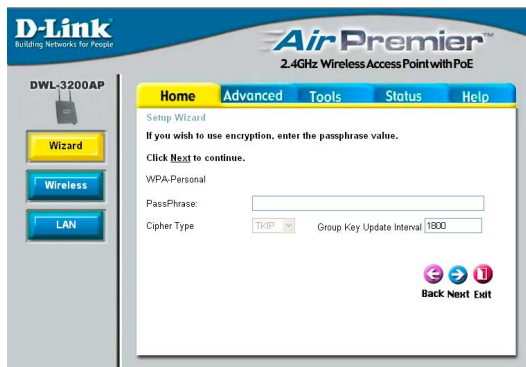 D-Link
Building Networks for People
Air Premier™
2.4GHz Wireless Access Point with PoE
DWL-3200AP
Wizard
Wireless
LAN
Home Advanced Tools Status Help
Setup Wizard
If you wish to use encryption, enter the passphrase value.
Click Next to continue.
WPA-Personal
PassPhrase:
Cipher Type TKIP Group Key Update Interval 1800
Back Next Exit